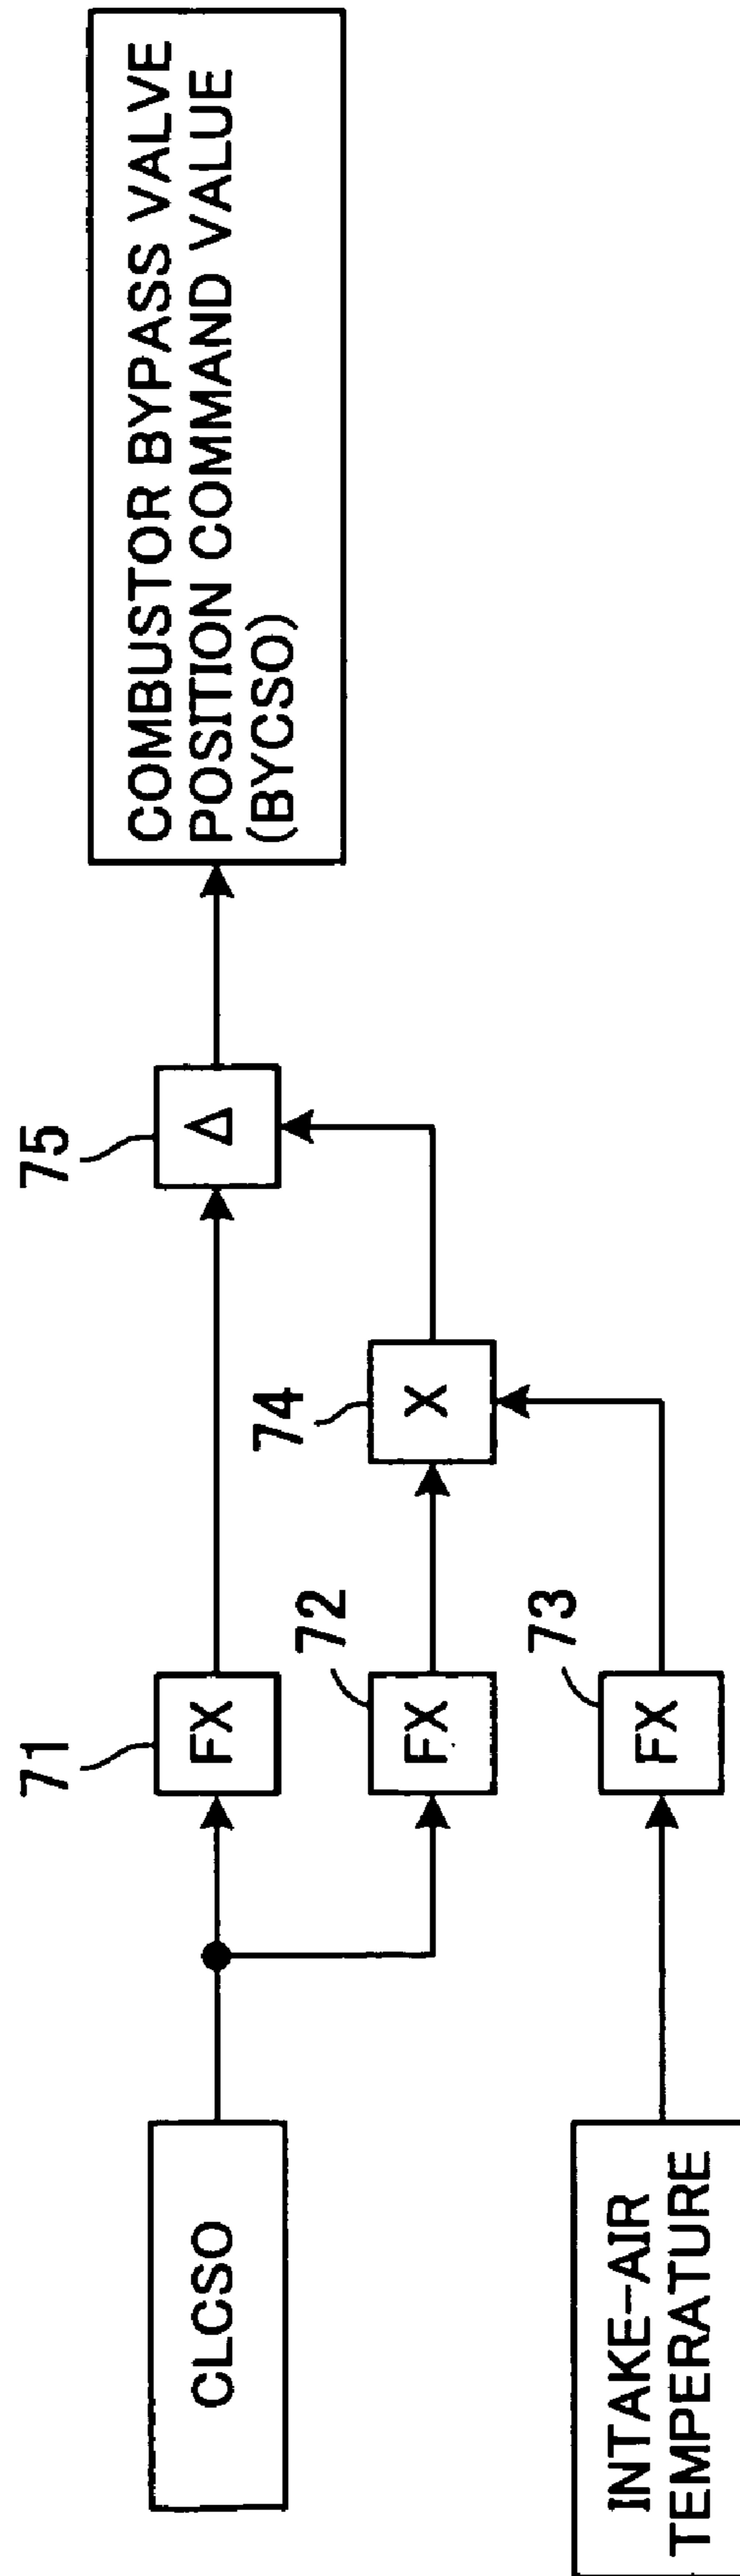 CLCSO
INTAKE-AIR
TEMPERATURE
71
FX
72
FX
73
FX
74
X
75
Δ
COMBUSTOR BYPASS VALVE
POSITION COMMAND VALUE
(BYCSO)